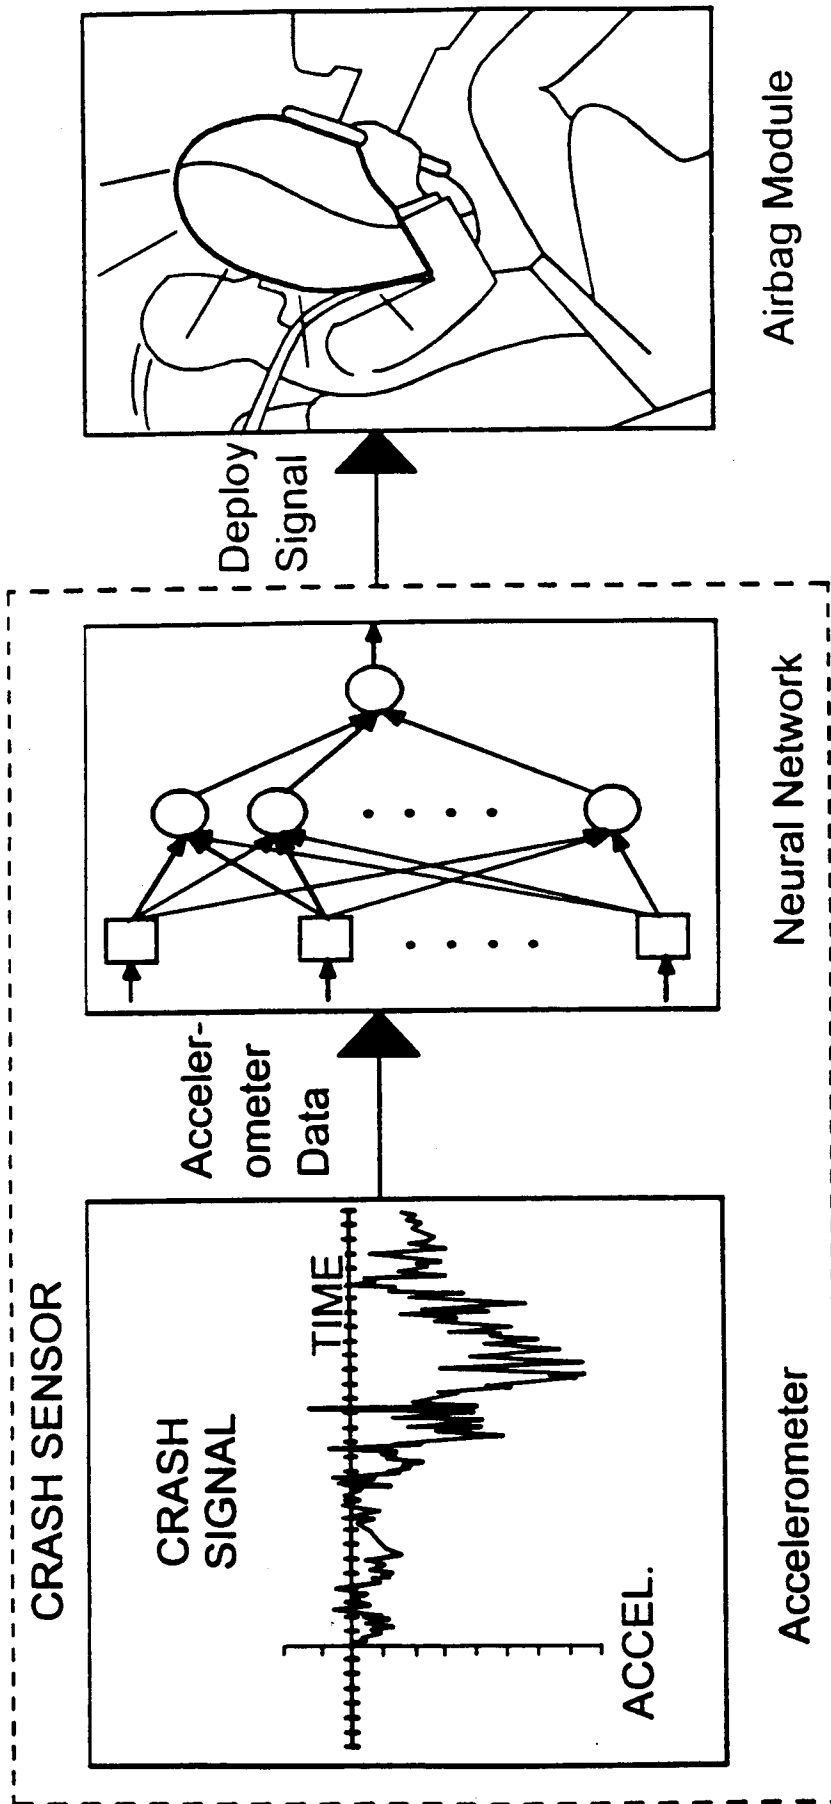 CRASH SENSOR
CRASH
SIGNAL
TIME
ACCEL.
Accelerometer
Acceler-
ometer
Data
Neural Network
Deploy
Signal
Airbag Module